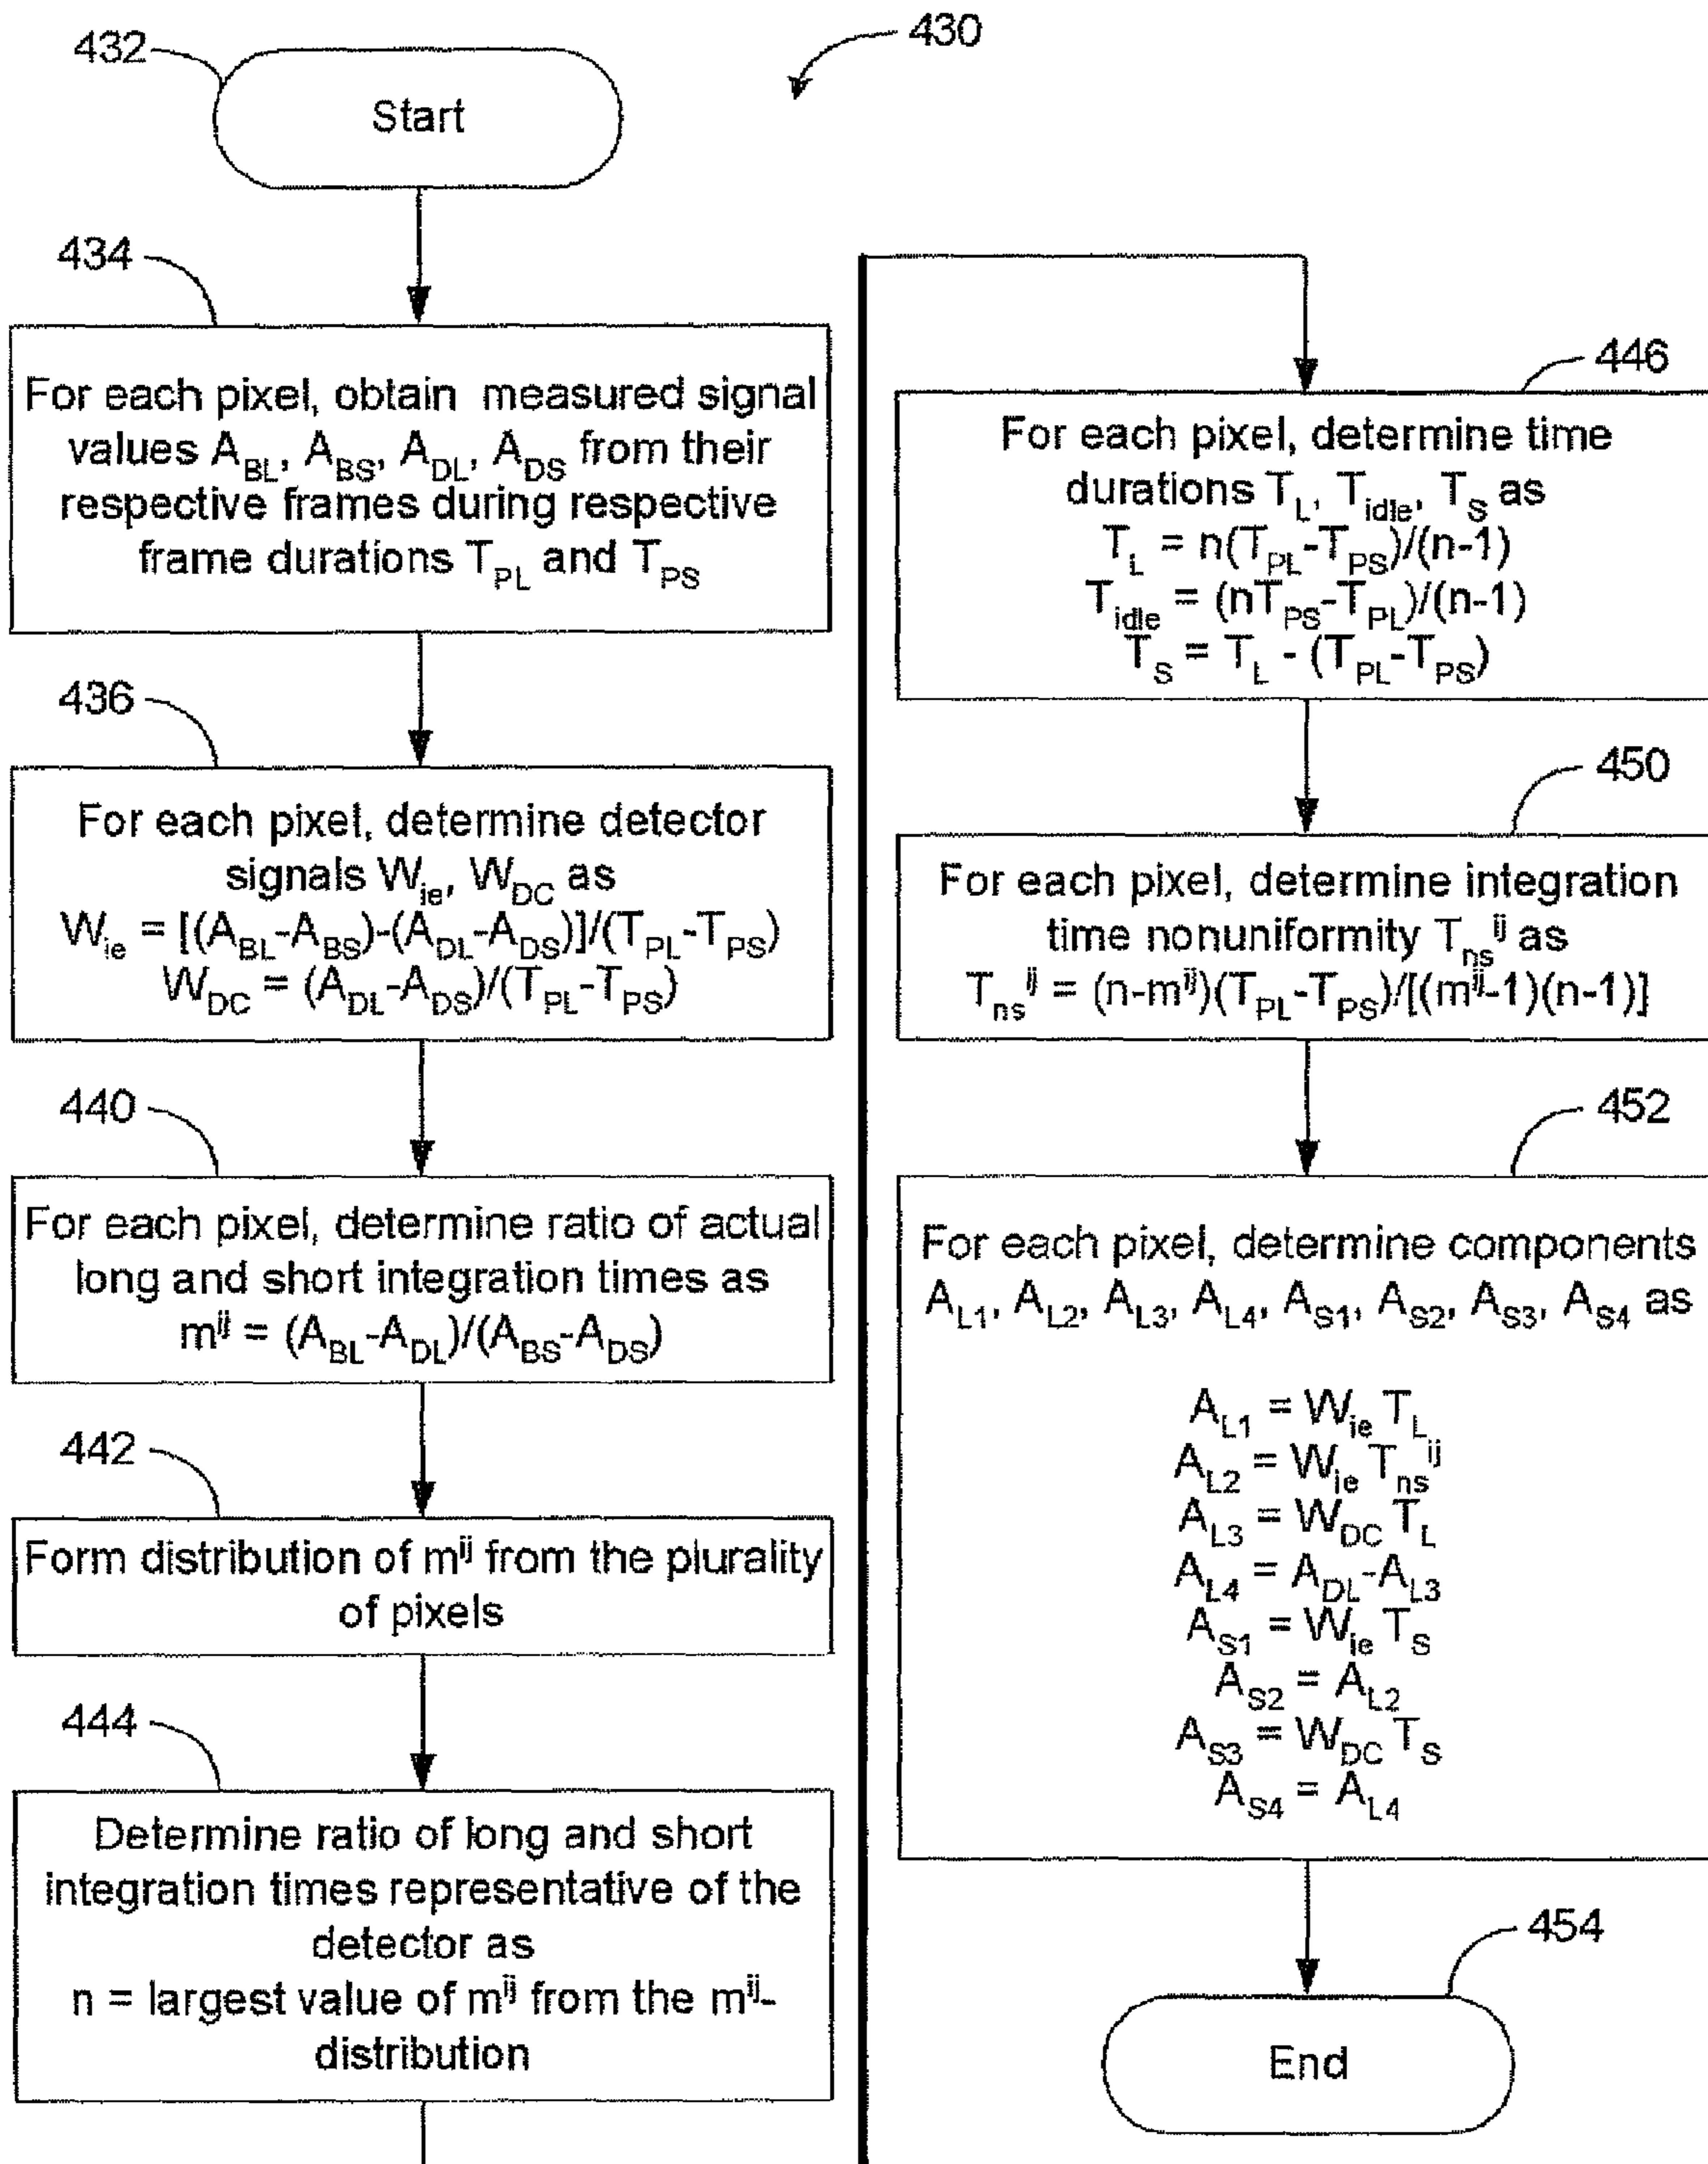 430
432
Start
434
For each pixel, obtain measured signal
values A_BL, A_BS, A_DL, A_DS from their
respective frames during respective
frame durations T_PL and T_PS
436
For each pixel, determine detector
signals W_ie, W_DC as
W_ie = [(A_BL-A_BS)-(A_DL-A_DS)]/(T_PL-T_PS)
W_DC = (A_DL-A_DS)/(T_PL-T_PS)
440
For each pixel, determine ratio of actual
long and short integration times as
m^ij = (A_BL-A_DL)/(A_BS-A_DS)
442
Form distribution of m^ij from the plurality
of pixels
444
Determine ratio of long and short
integration times representative of the
detector as
n = largest value of m^ij from the m^ij-
distribution
446
For each pixel, determine time
durations T_L, T_idle, T_S as
T_L = n(T_PL-T_PS)/(n-1)
T_idle = (nT_PS-T_PL)/(n-1)
T_S = T_L - (T_PL-T_PS)
450
For each pixel, determine integration
time nonuniformity T_ns^ij as
T_ns^ij = (n-m^ij)(T_PL-T_PS)/[(m^ij-1)(n-1)]
452
For each pixel, determine components
A_L1, A_L2, A_L3, A_L4, A_S1, A_S2, A_S3, A_S4 as
A_L1 = W_ie T_L
A_L2 = W_ie T_ns^ij
A_L3 = W_DC T_L
A_L4 = A_DL-A_L3
A_S1 = W_ie T_S
A_S2 = A_L2
A_S3 = W_DC T_S
A_S4 = A_L4
454
End